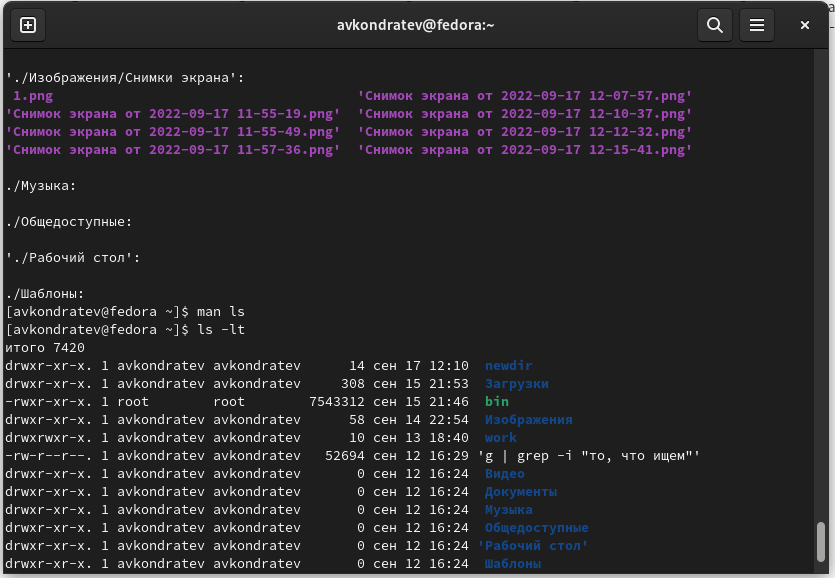 avkondratev@fedora:~
'./Изображения/Снимки экрана':
1.png 'Снимок экрана от 2022-09-17 12-07-57.png'
'Снимок экрана от 2022-09-17 11-55-19.png' 'Снимок экрана от 2022-09-17 12-10-37.png'
'Снимок экрана от 2022-09-17 11-55-49.png' 'Снимок экрана от 2022-09-17 12-12-32.png'
'Снимок экрана от 2022-09-17 11-57-36.png' 'Снимок экрана от 2022-09-17 12-15-41.png'
./Музыка:
./Общедоступные:
'./Рабочий стол':
./Шаблоны:
[avkondratev@fedora ~]$ man ls
[avkondratev@fedora ~]$ ls -lt
итого 7420
drwxr-xr-x. 1 avkondratev avkondratev 14 сен 17 12:10 newdir
drwxr-xr-x. 1 avkondratev avkondratev 308 сен 15 21:53 Загрузки
-rwxr-xr-x. 1 root root 7543312 сен 15 21:46 bin
drwxr-xr-x. 1 avkondratev avkondratev 58 сен 14 22:54 Изображения
drwxrwxr-x. 1 avkondratev avkondratev 10 сен 13 18:40 work
-rw-r--r--. 1 avkondratev avkondratev 52694 сен 12 16:29 'g | grep -i "то, что ищем"'
drwxr-xr-x. 1 avkondratev avkondratev 0 сен 12 16:24 Видео
drwxr-xr-x. 1 avkondratev avkondratev 0 сен 12 16:24 Документы
drwxr-xr-x. 1 avkondratev avkondratev 0 сен 12 16:24 Музыка
drwxr-xr-x. 1 avkondratev avkondratev 0 сен 12 16:24 Общедоступные
drwxr-xr-x. 1 avkondratev avkondratev 0 сен 12 16:24 'Рабочий стол'
drwxr-xr-x. 1 avkondratev avkondratev 0 сен 12 16:24 Шаблоны